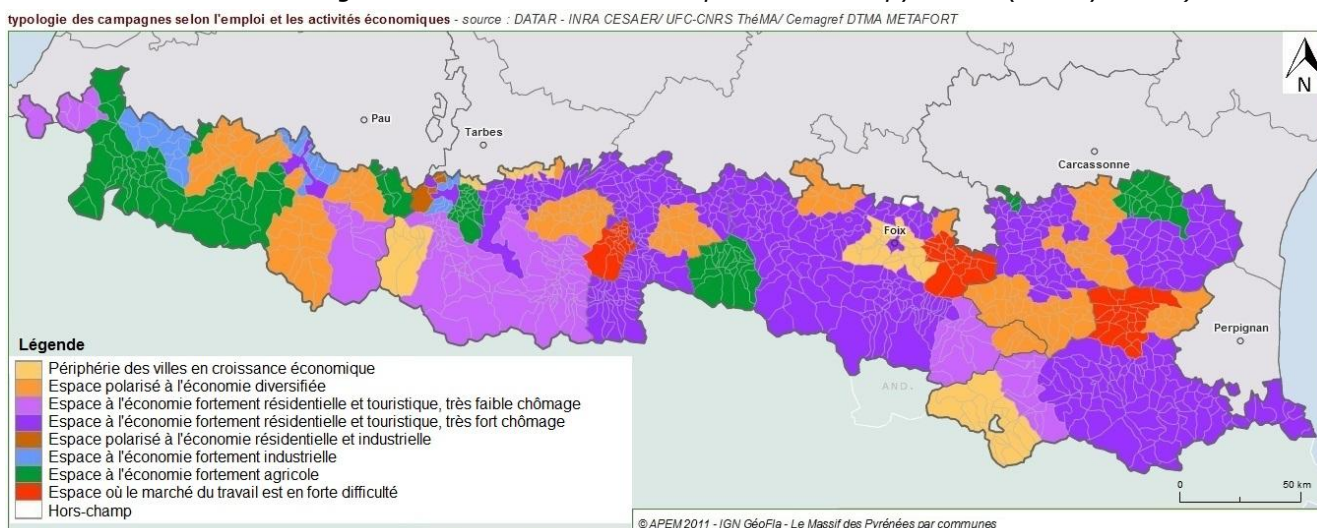 typologie des campagnes selon l'emploi et les activités économiques - source : DATAR - INRA CESAER/ UFC-CNRS ThéMA/ Cemagref DTMA METAFORT
N
Pau
Tarbes
Carcassonne
Foix
Perpignan
AND.
Légende
Périphérie des villes en croissance économique
Espace polarisé à l'économie diversifiée
Espace à l'économie fortement résidentielle et touristique, très faible chômage
Espace à l'économie fortement résidentielle et touristique, très fort chômage
Espace polarisé à l'économie résidentielle et industrielle
Espace à l'économie fortement industrielle
Espace à l'économie fortement agricole
Espace où le marché du travail est en forte difficulté
Hors-champ
0 50 km
© APEM 2011 - IGN GéoFla - Le Massif des Pyrénées par communes